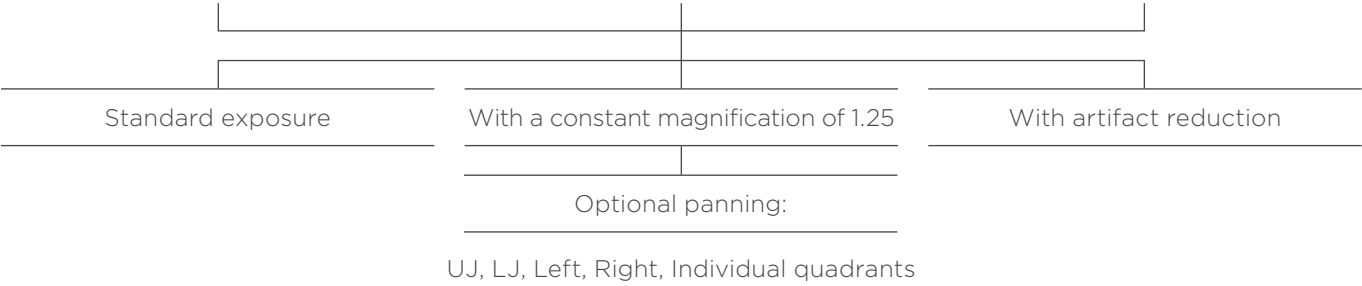 Standard exposure
With a constant magnification of 1.25
With artifact reduction
Optional panning:
UJ, LJ, Left, Right, Individual quadrants